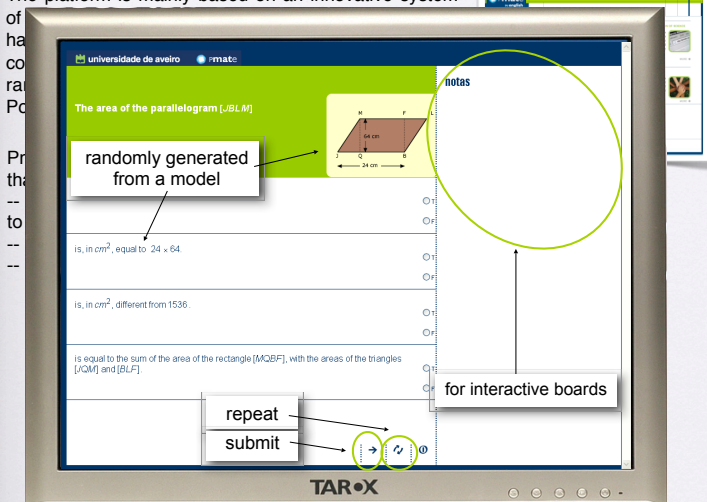 The platform is mainly based on an innovative system
of
ha
co
ra
Po
Pr
tha
--
to
--
--
universidade de aveiro
PmatE
notas
The area of the parallelogram [JBLM]
M F L
64 cm
J Q B
24 cm
randomly generated
from a model
T
F
is, in cm², equal to 24 × 64.
T
F
is, in cm², different from 1536.
T
F
is equal to the sum of the area of the rectangle [MQBF], with the areas of the triangles
[JQM] and [BLF].
T
F
for interactive boards
repeat
submit
TAROX